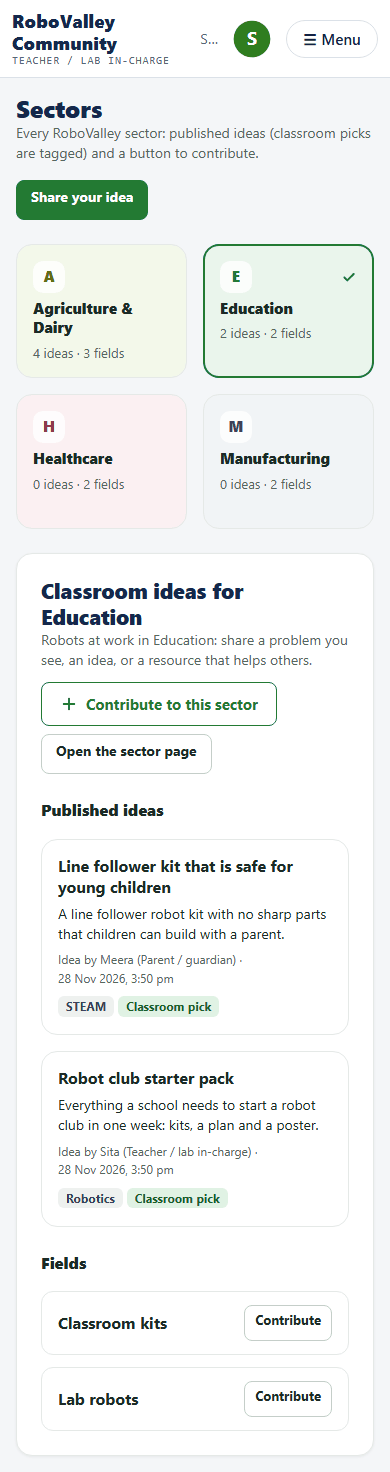 RoboValley
Community
TEACHER / LAB IN-CHARGE
S...
S
☰ Menu
Sectors
Every RoboValley sector: published ideas (classroom picks
are tagged) and a button to contribute.
Share your idea
A
Agriculture &
Dairy
4 ideas · 3 fields
E
Education
2 ideas · 2 fields
H
Healthcare
0 ideas · 2 fields
M
Manufacturing
0 ideas · 2 fields
Classroom ideas for
Education
Robots at work in Education: share a problem you
see, an idea, or a resource that helps others.
+ Contribute to this sector
Open the sector page
Published ideas
Line follower kit that is safe for
young children
A line follower robot kit with no sharp parts
that children can build with a parent.
Idea by Meera (Parent / guardian) ·
28 Nov 2026, 3:50 pm
STEAM
Classroom pick
Robot club starter pack
Everything a school needs to start a robot
club in one week: kits, a plan and a poster.
Idea by Sita (Teacher / lab in-charge) ·
28 Nov 2026, 3:50 pm
Robotics
Classroom pick
Fields
Classroom kits
Contribute
Lab robots
Contribute